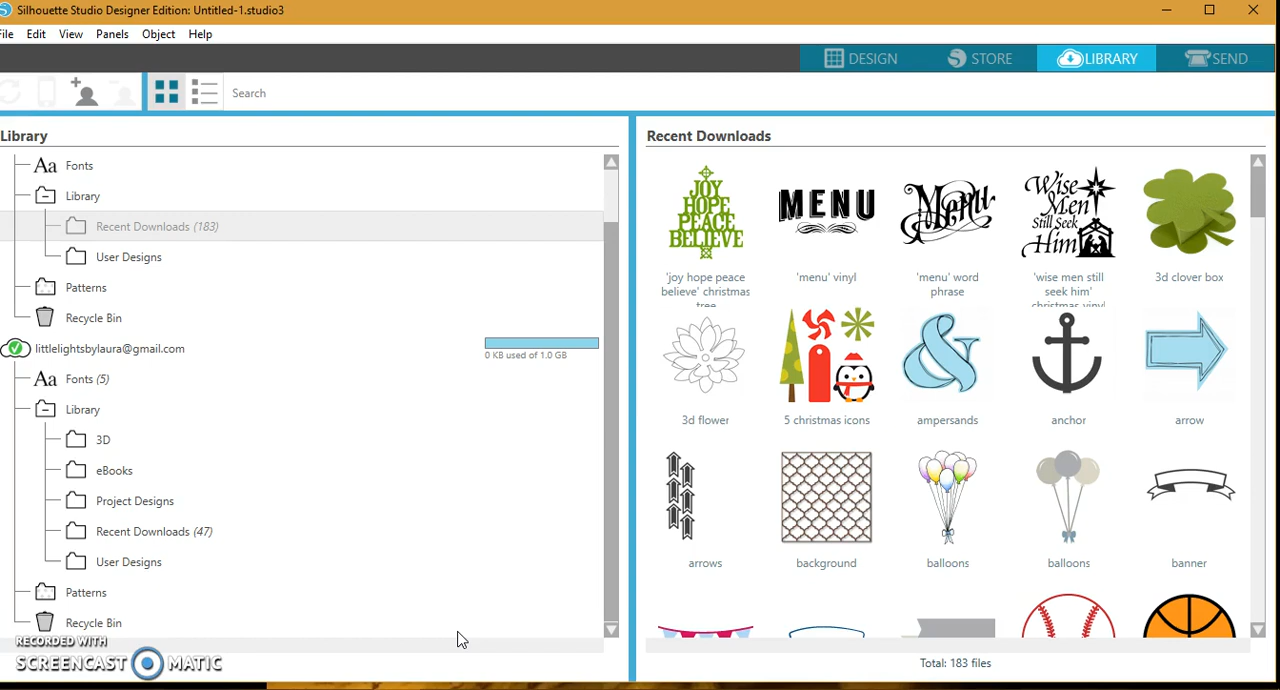 Silhouette Studio Designer Edition: Untitled-1.studio3
ile Edit View Panels Object Help
DESIGN STORE LIBRARY SEND
Search
Library
Fonts
Library
Recent Downloads (183)
User Designs
Patterns
Recycle Bin
littlelightsbylaura@gmail.com
0 KB used of 1.0 GB
Fonts (5)
Library
3D
eBooks
Project Designs
Recent Downloads (47)
User Designs
Patterns
Recycle Bin
RECORDED WITH
SCREENCAST MATIC
Recent Downloads
JOY
HOPE
PEACE
BELIEVE
MENU
Menu
Wise
Men
Still Seek
Him
'joy hope peace
believe' christmas
tree
'menu' vinyl
'menu' word
phrase
'wise men still
seek him'
christmas vinyl
3d clover box
&
3d flower
5 christmas icons
ampersands
anchor
arrow
arrows
background
balloons
balloons
banner
Total: 183 files